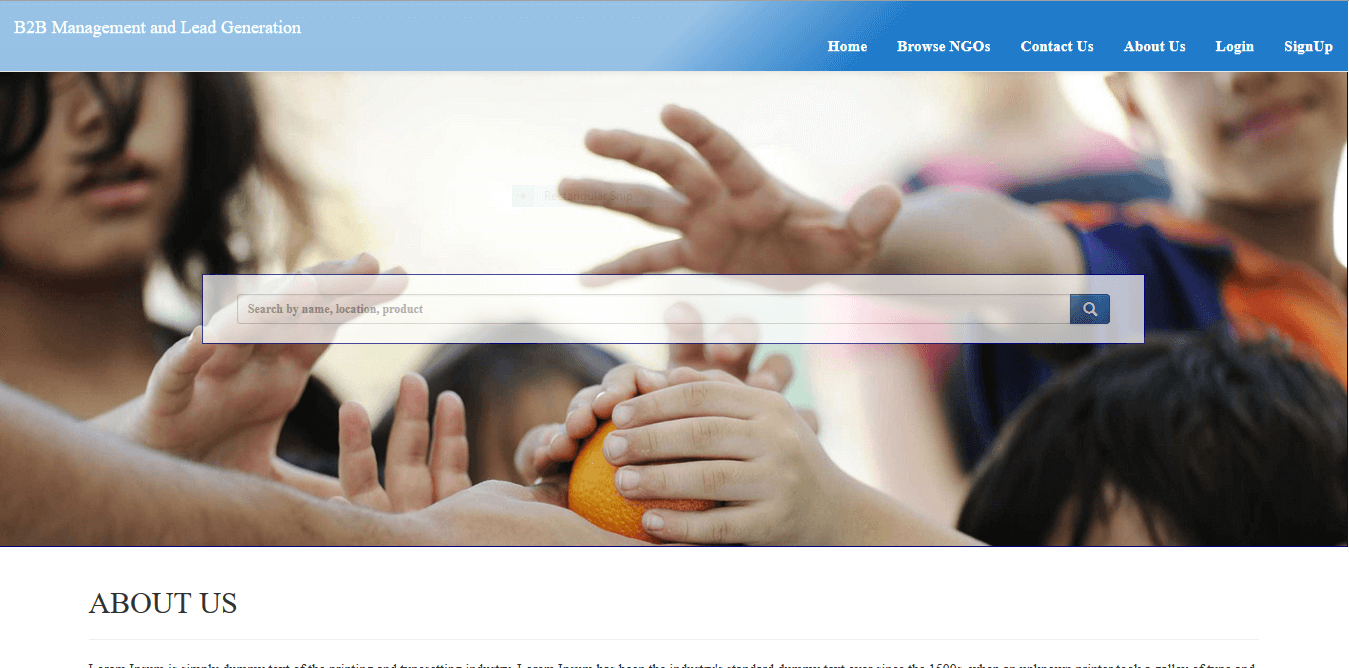 B2B Management and Lead Generation
Home Browse NGOs Contact Us About Us Login SignUp
Rectangular Snip
Search by name, location, product
ABOUT US
Lorem Ipsum is simply dummy text of the printing and typesetting industry. Lorem Ipsum has been the industry's standard dummy text ever since the 1500s, when an unknown printer took a galley of type and